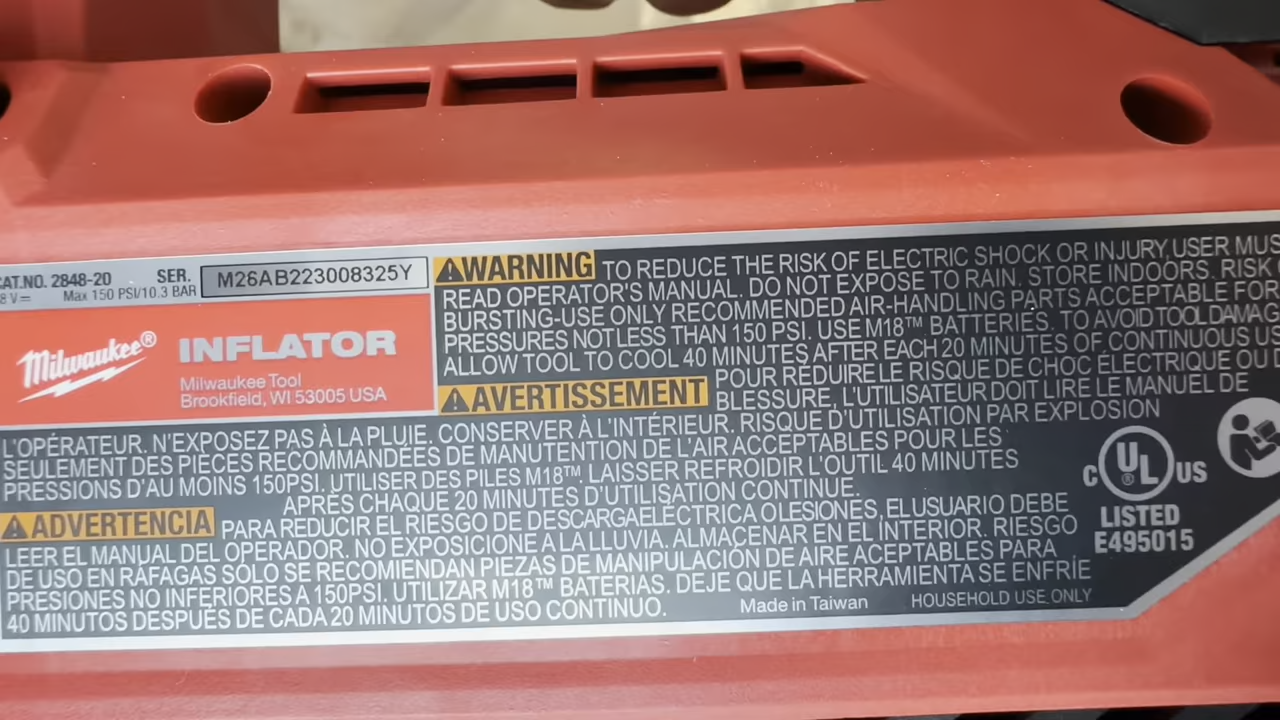 CAT.NO. 2848-20 SER. M26AB223008325Y
8 V⎓ Max 150 PSI/10.3 BAR
Milwaukee®
INFLATOR
Milwaukee Tool
Brookfield, WI 53005 USA
WARNING TO REDUCE THE RISK OF ELECTRIC SHOCK OR INJURY, USER MUS
READ OPERATOR'S MANUAL. DO NOT EXPOSE TO RAIN. STORE INDOORS. RISK
BURSTING-USE ONLY RECOMMENDED AIR-HANDLING PARTS ACCEPTABLE FOR
PRESSURES NOT LESS THAN 150 PSI. USE M18™ BATTERIES. TO AVOID TOOL DAMAG
ALLOW TOOL TO COOL 40 MINUTES AFTER EACH 20 MINUTES OF CONTINUOUS US
AVERTISSEMENT POUR RÉDUIRE LE RISQUE DE CHOC ÉLECTRIQUE OU
BLESSURE, L'UTILISATEUR DOIT LIRE LE MANUEL DE
L'OPÉRATEUR. N'EXPOSEZ PAS À LA PLUIE. CONSERVER À L'INTÉRIEUR. RISQUE D'UTILISATION PAR EXPLOSION
SEULEMENT DES PIECES RECOMMANDÉES DE MANUTENTION DE L'AIR ACCEPTABLES POUR LES
PRESSIONS D'AU MOINS 150PSI. UTILISER DES PILES M18™. LAISSER REFROIDIR L'OUTIL 40 MINUTES
APRÈS CHAQUE 20 MINUTES D'UTILISATION CONTINUE.
ADVERTENCIA PARA REDUCIR EL RIESGO DE DESCARGA ELÉCTRICA O LESIONES, EL USUARIO DEBE
LEER EL MANUAL DEL OPERADOR. NO EXPOSICIONE A LA LLUVIA. ALMACENAR EN EL INTERIOR. RIESGO
DE USO EN RÁFAGAS SÓLO SE RECOMIENDAN PIEZAS DE MANIPULACIÓN DE AIRE ACEPTABLES PARA
PRESIONES NO INFERIORES A 150PSI. UTILIZAR M18™ BATERIAS. DEJE QUE LA HERRAMIENTA SE ENFRÍE
40 MINUTOS DESPUÉS DE CADA 20 MINUTOS DE USO CONTINUO.
Made in Taiwan HOUSEHOLD USE ONLY
C UL® US
LISTED
E495015